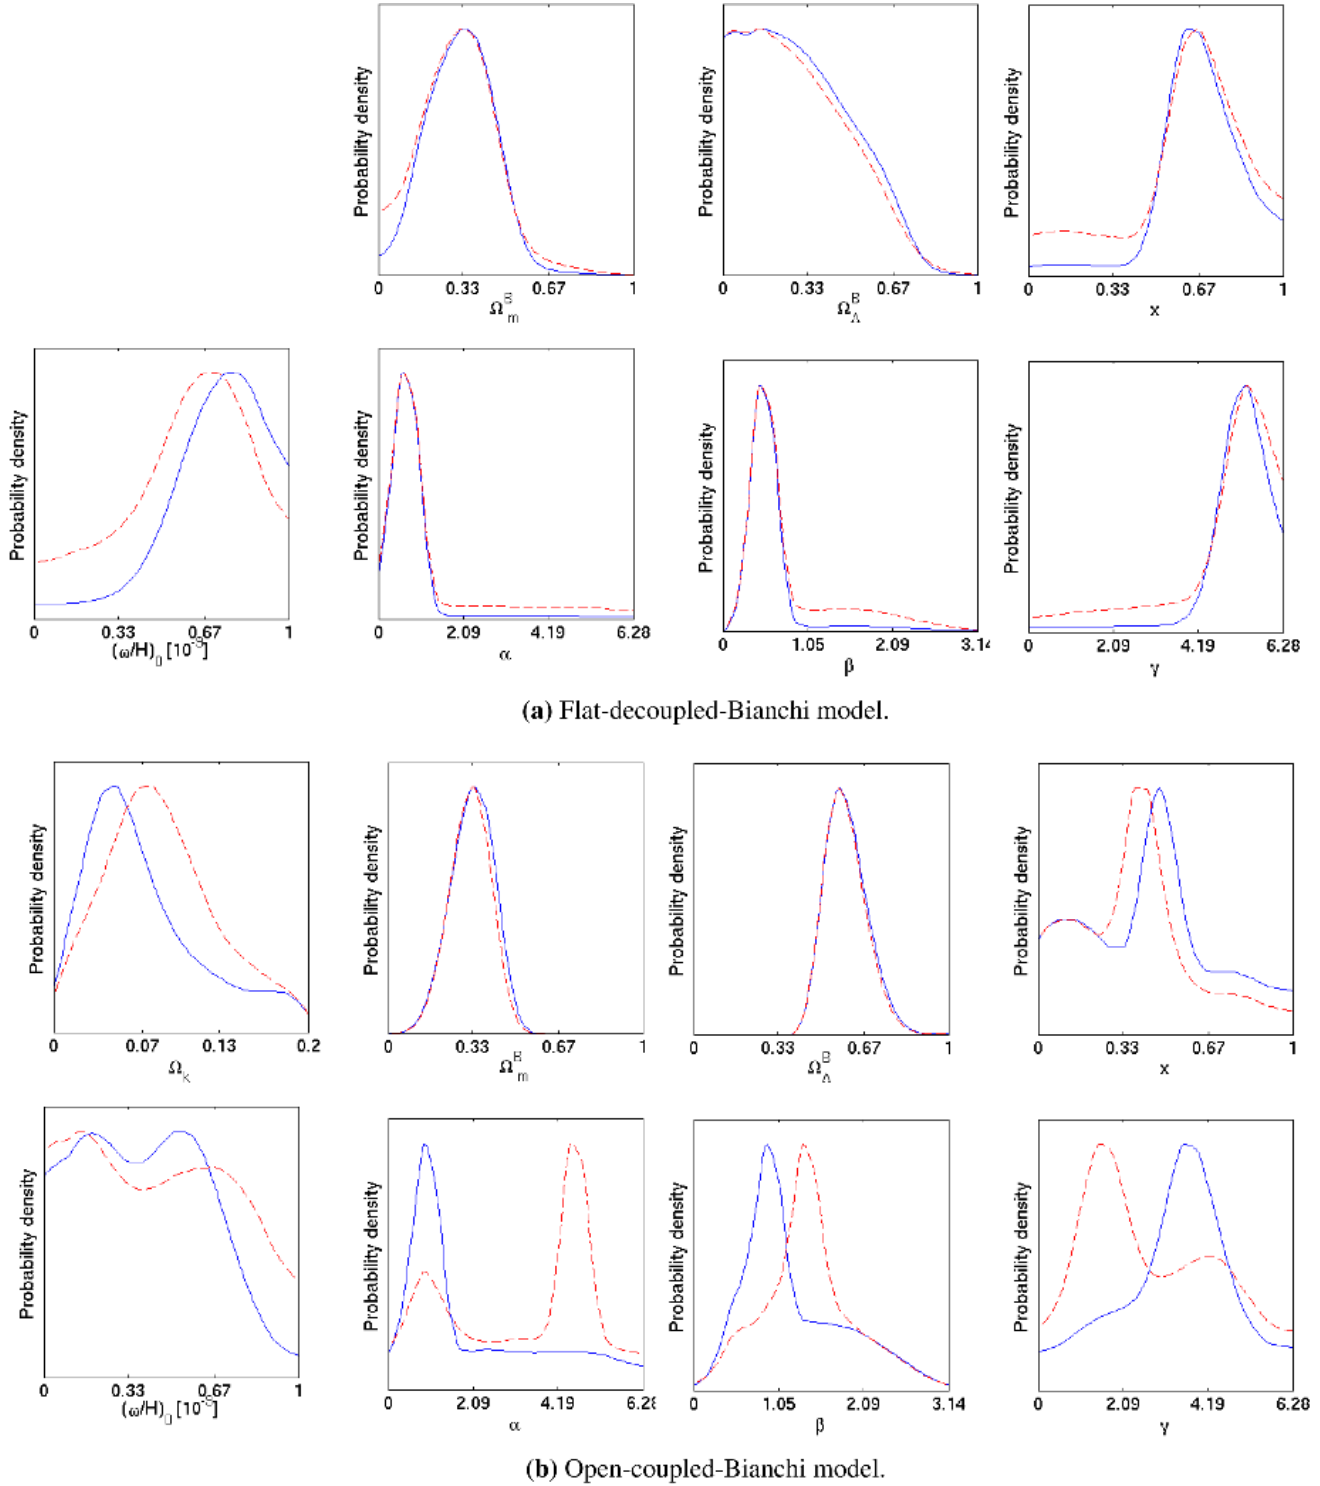 Probability density
0 0.33 0.67 1
Ω_m^B
Probability density
0 0.33 0.67 1
Ω_Λ^B
Probability density
0 0.33 0.67 1
x
Probability density
0 0.33 0.67 1
(ω/H)_0 [10^-9]
Probability density
0 2.09 4.19 6.28
α
Probability density
0 1.05 2.09 3.14
β
Probability density
0 2.09 4.19 6.28
γ
(a) Flat-decoupled-Bianchi model.
Probability density
0 0.07 0.13 0.2
Ω_k
Probability density
0 0.33 0.67 1
Ω_m^B
Probability density
0 0.33 0.67 1
Ω_Λ^B
Probability density
0 0.33 0.67 1
x
Probability density
0 0.33 0.67 1
(ω/H)_0 [10^-9]
Probability density
0 2.09 4.19 6.28
α
Probability density
0 1.05 2.09 3.14
β
Probability density
0 2.09 4.19 6.28
γ
(b) Open-coupled-Bianchi model.